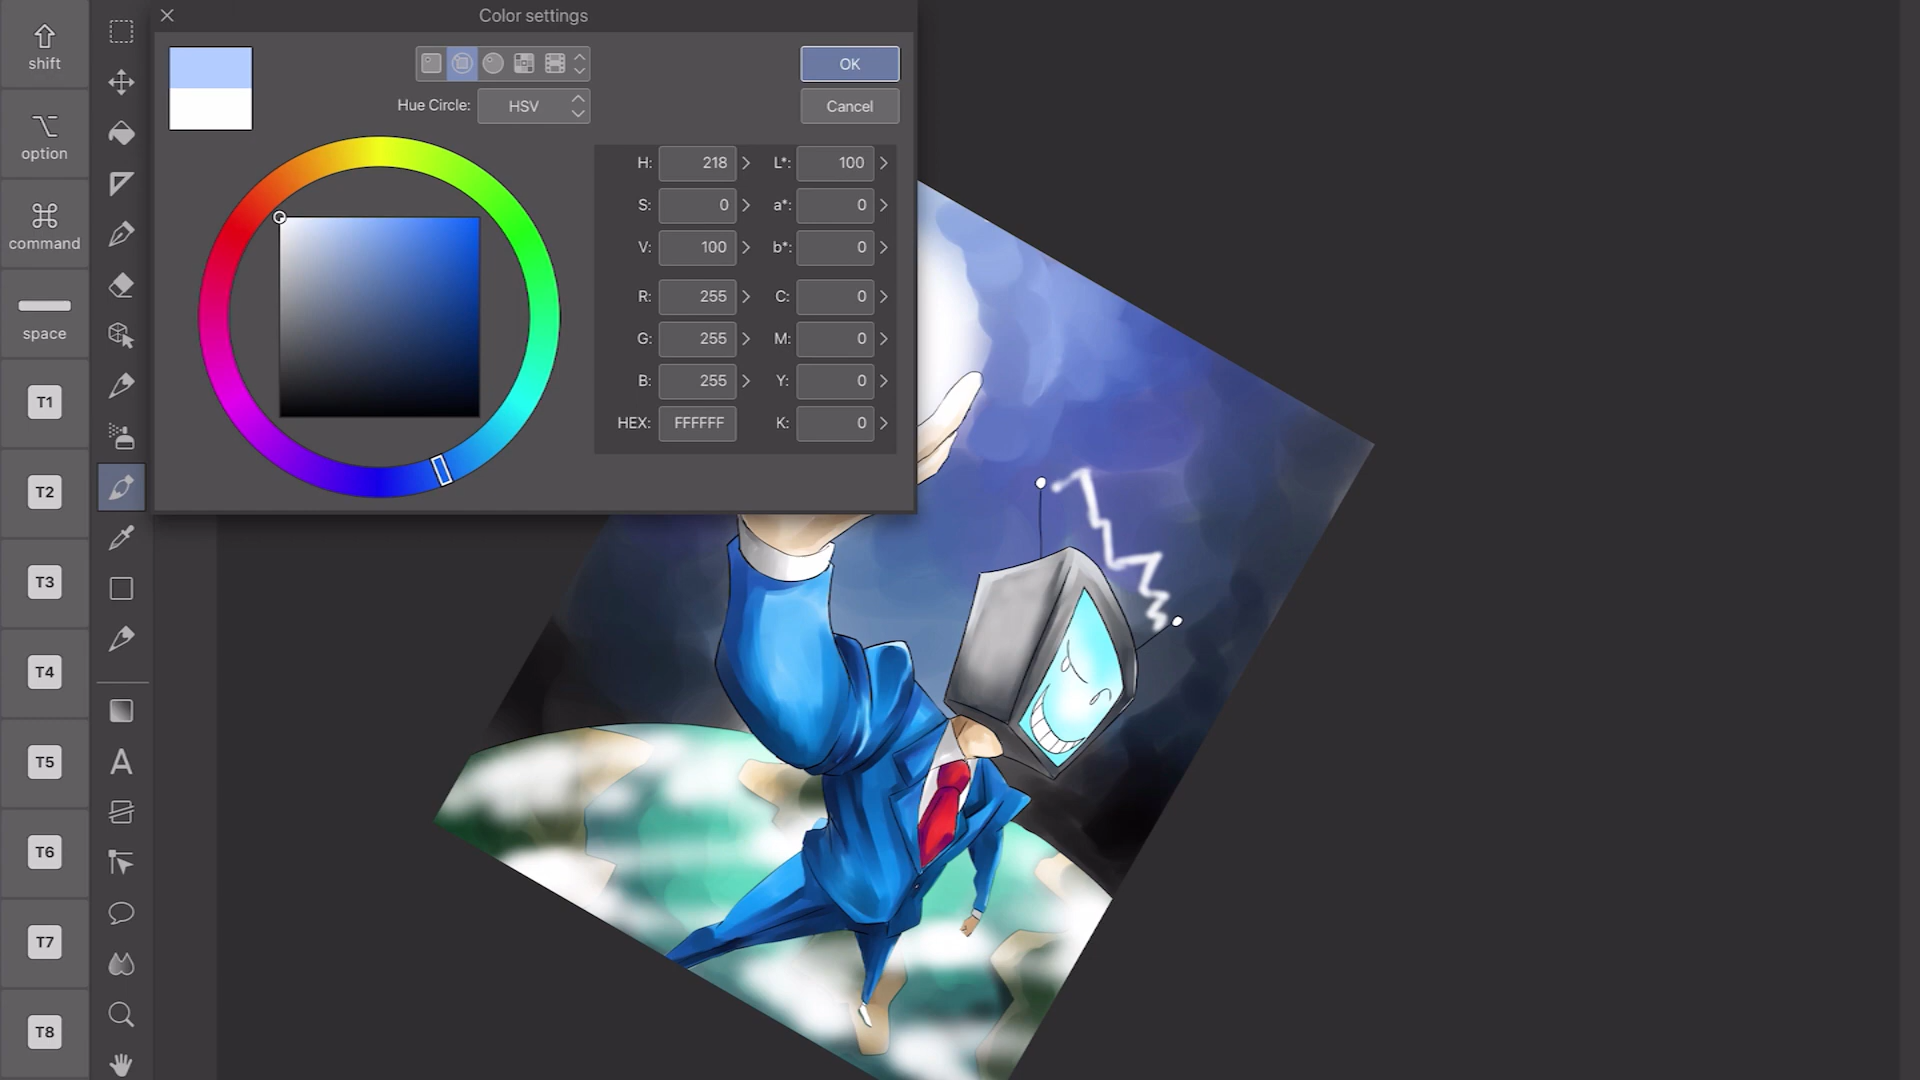 Color settings
shift
option
command
space
T1
T2
T3
T4
T5
T6
T7
T8
A
OK
Hue Circle: HSV
Cancel
H: 218 L*: 100
S: 0 a*: 0
V: 100 b*: 0
R: 255 C: 0
G: 255 M: 0
B: 255 Y: 0
HEX: FFFFFF K: 0